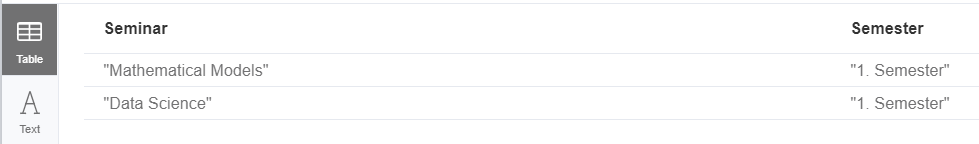 Seminar Semester
Table
"Mathematical Models" "1. Semester"
"Data Science" "1. Semester"
A
Text